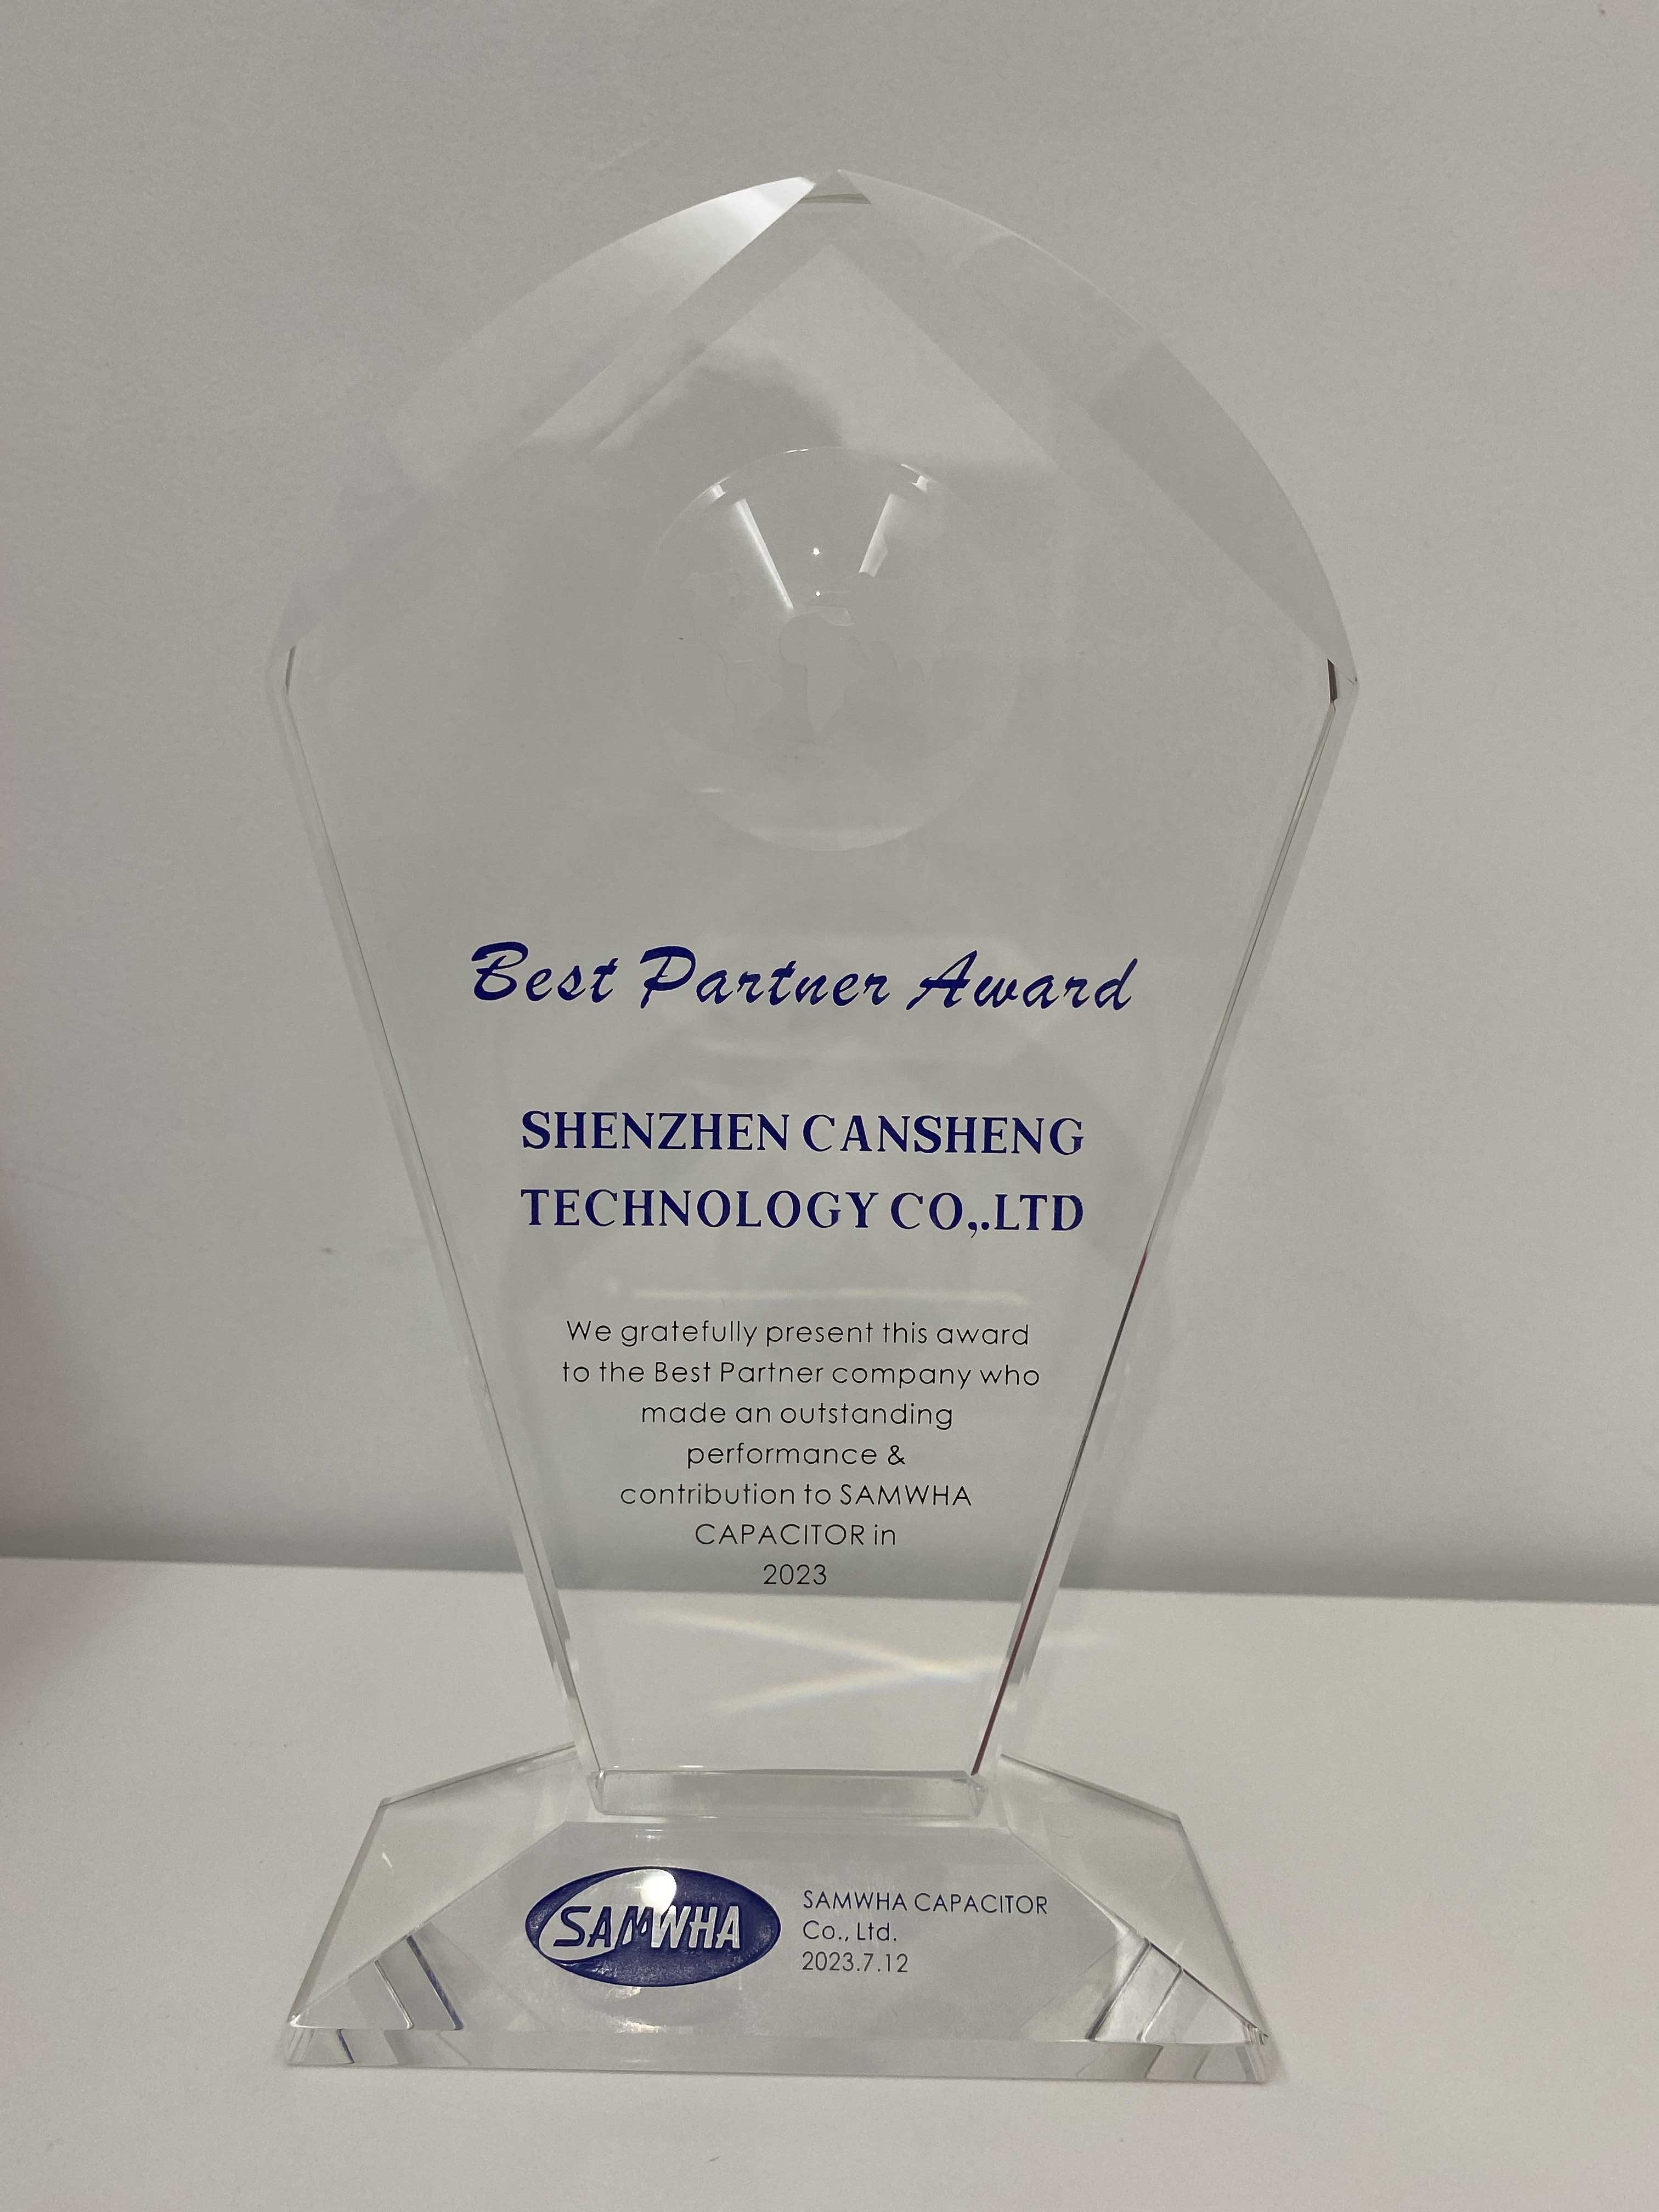 Best Partner Award
SHENZHEN CANSHENG
TECHNOLOGY CO,.LTD
We gratefully present this award
to the Best Partner company who
made an outstanding
performance &
contribution to SAMWHA
CAPACITOR in
2023
SAMWHA
SAMWHA CAPACITOR
Co., Ltd.
2023.7.12